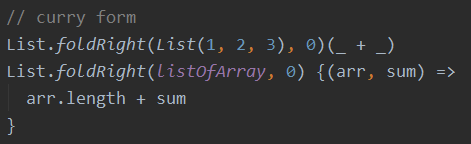 // curry form
List.foldRight(List(1, 2, 3), 0)(_ + _)
List.foldRight(listOfArray, 0) {(arr, sum) =>
  arr.length + sum
}